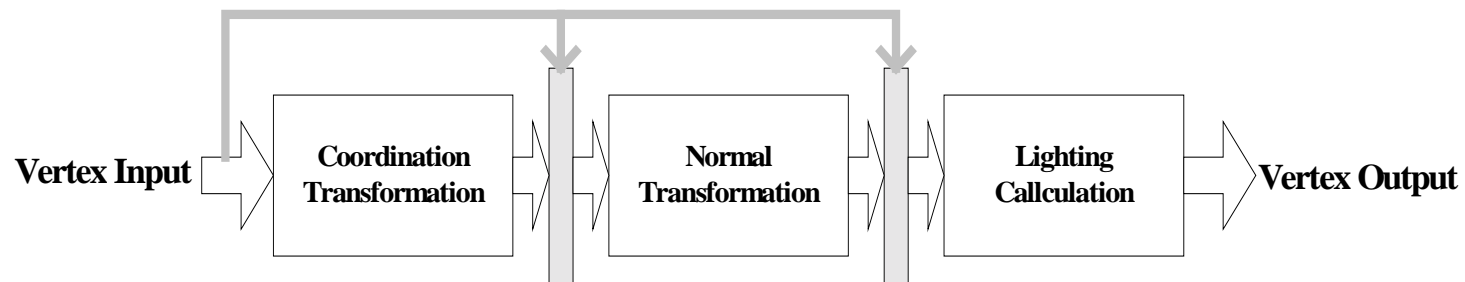 Vertex Input
Coordination
Transformation
Normal
Transformation
Lighting
Callculation
Vertex Output